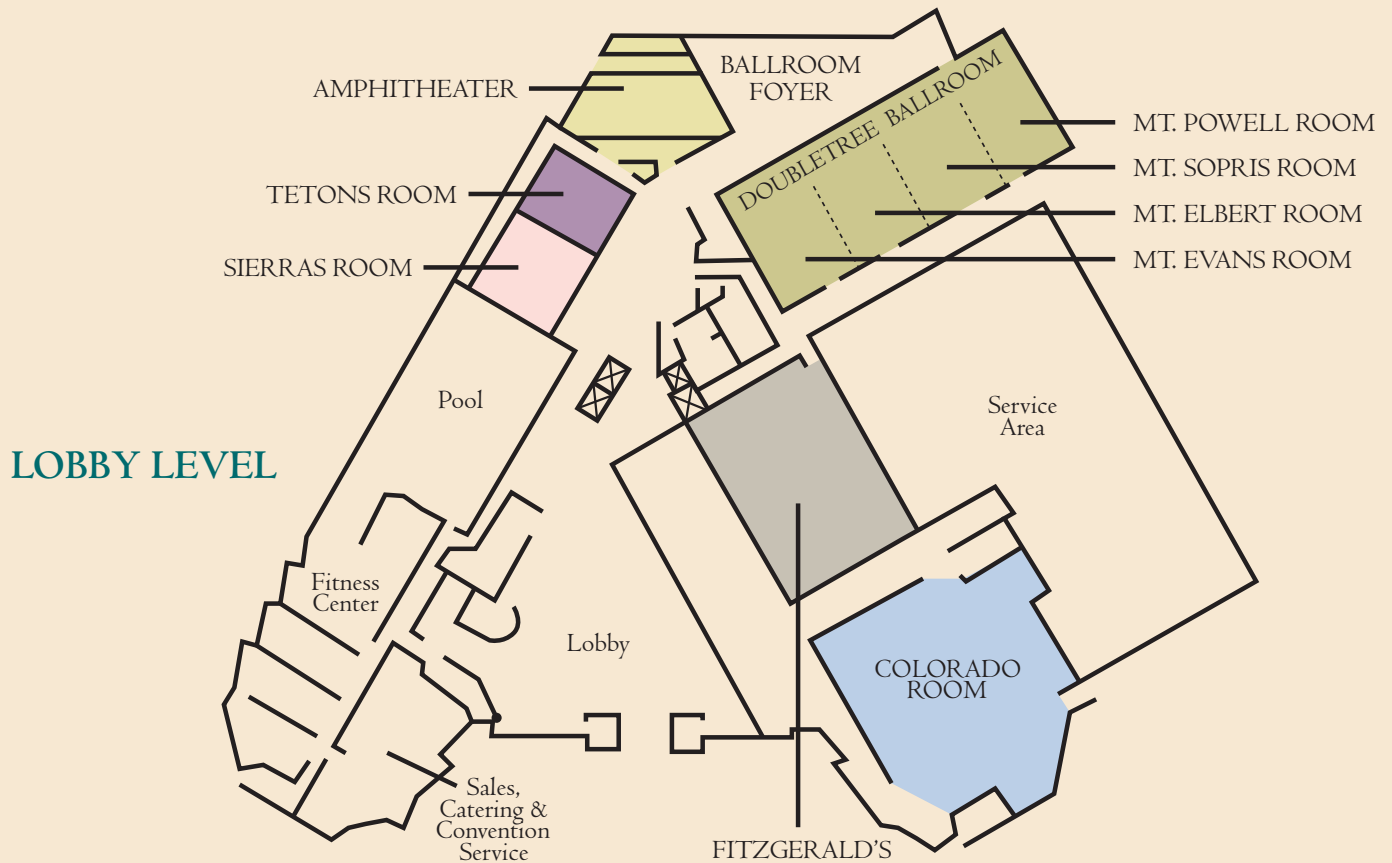 BALLROOM
FOYER
AMPHITHEATER
DOUBLETREE BALLROOM
MT. POWELL ROOM
MT. SOPRIS ROOM
TETONS ROOM
MT. ELBERT ROOM
SIERRAS ROOM
MT. EVANS ROOM
Pool
Service
Area
LOBBY LEVEL
Fitness
Center
Lobby
COLORADO
ROOM
Sales,
Catering &
Convention
Service
FITZGERALD'S